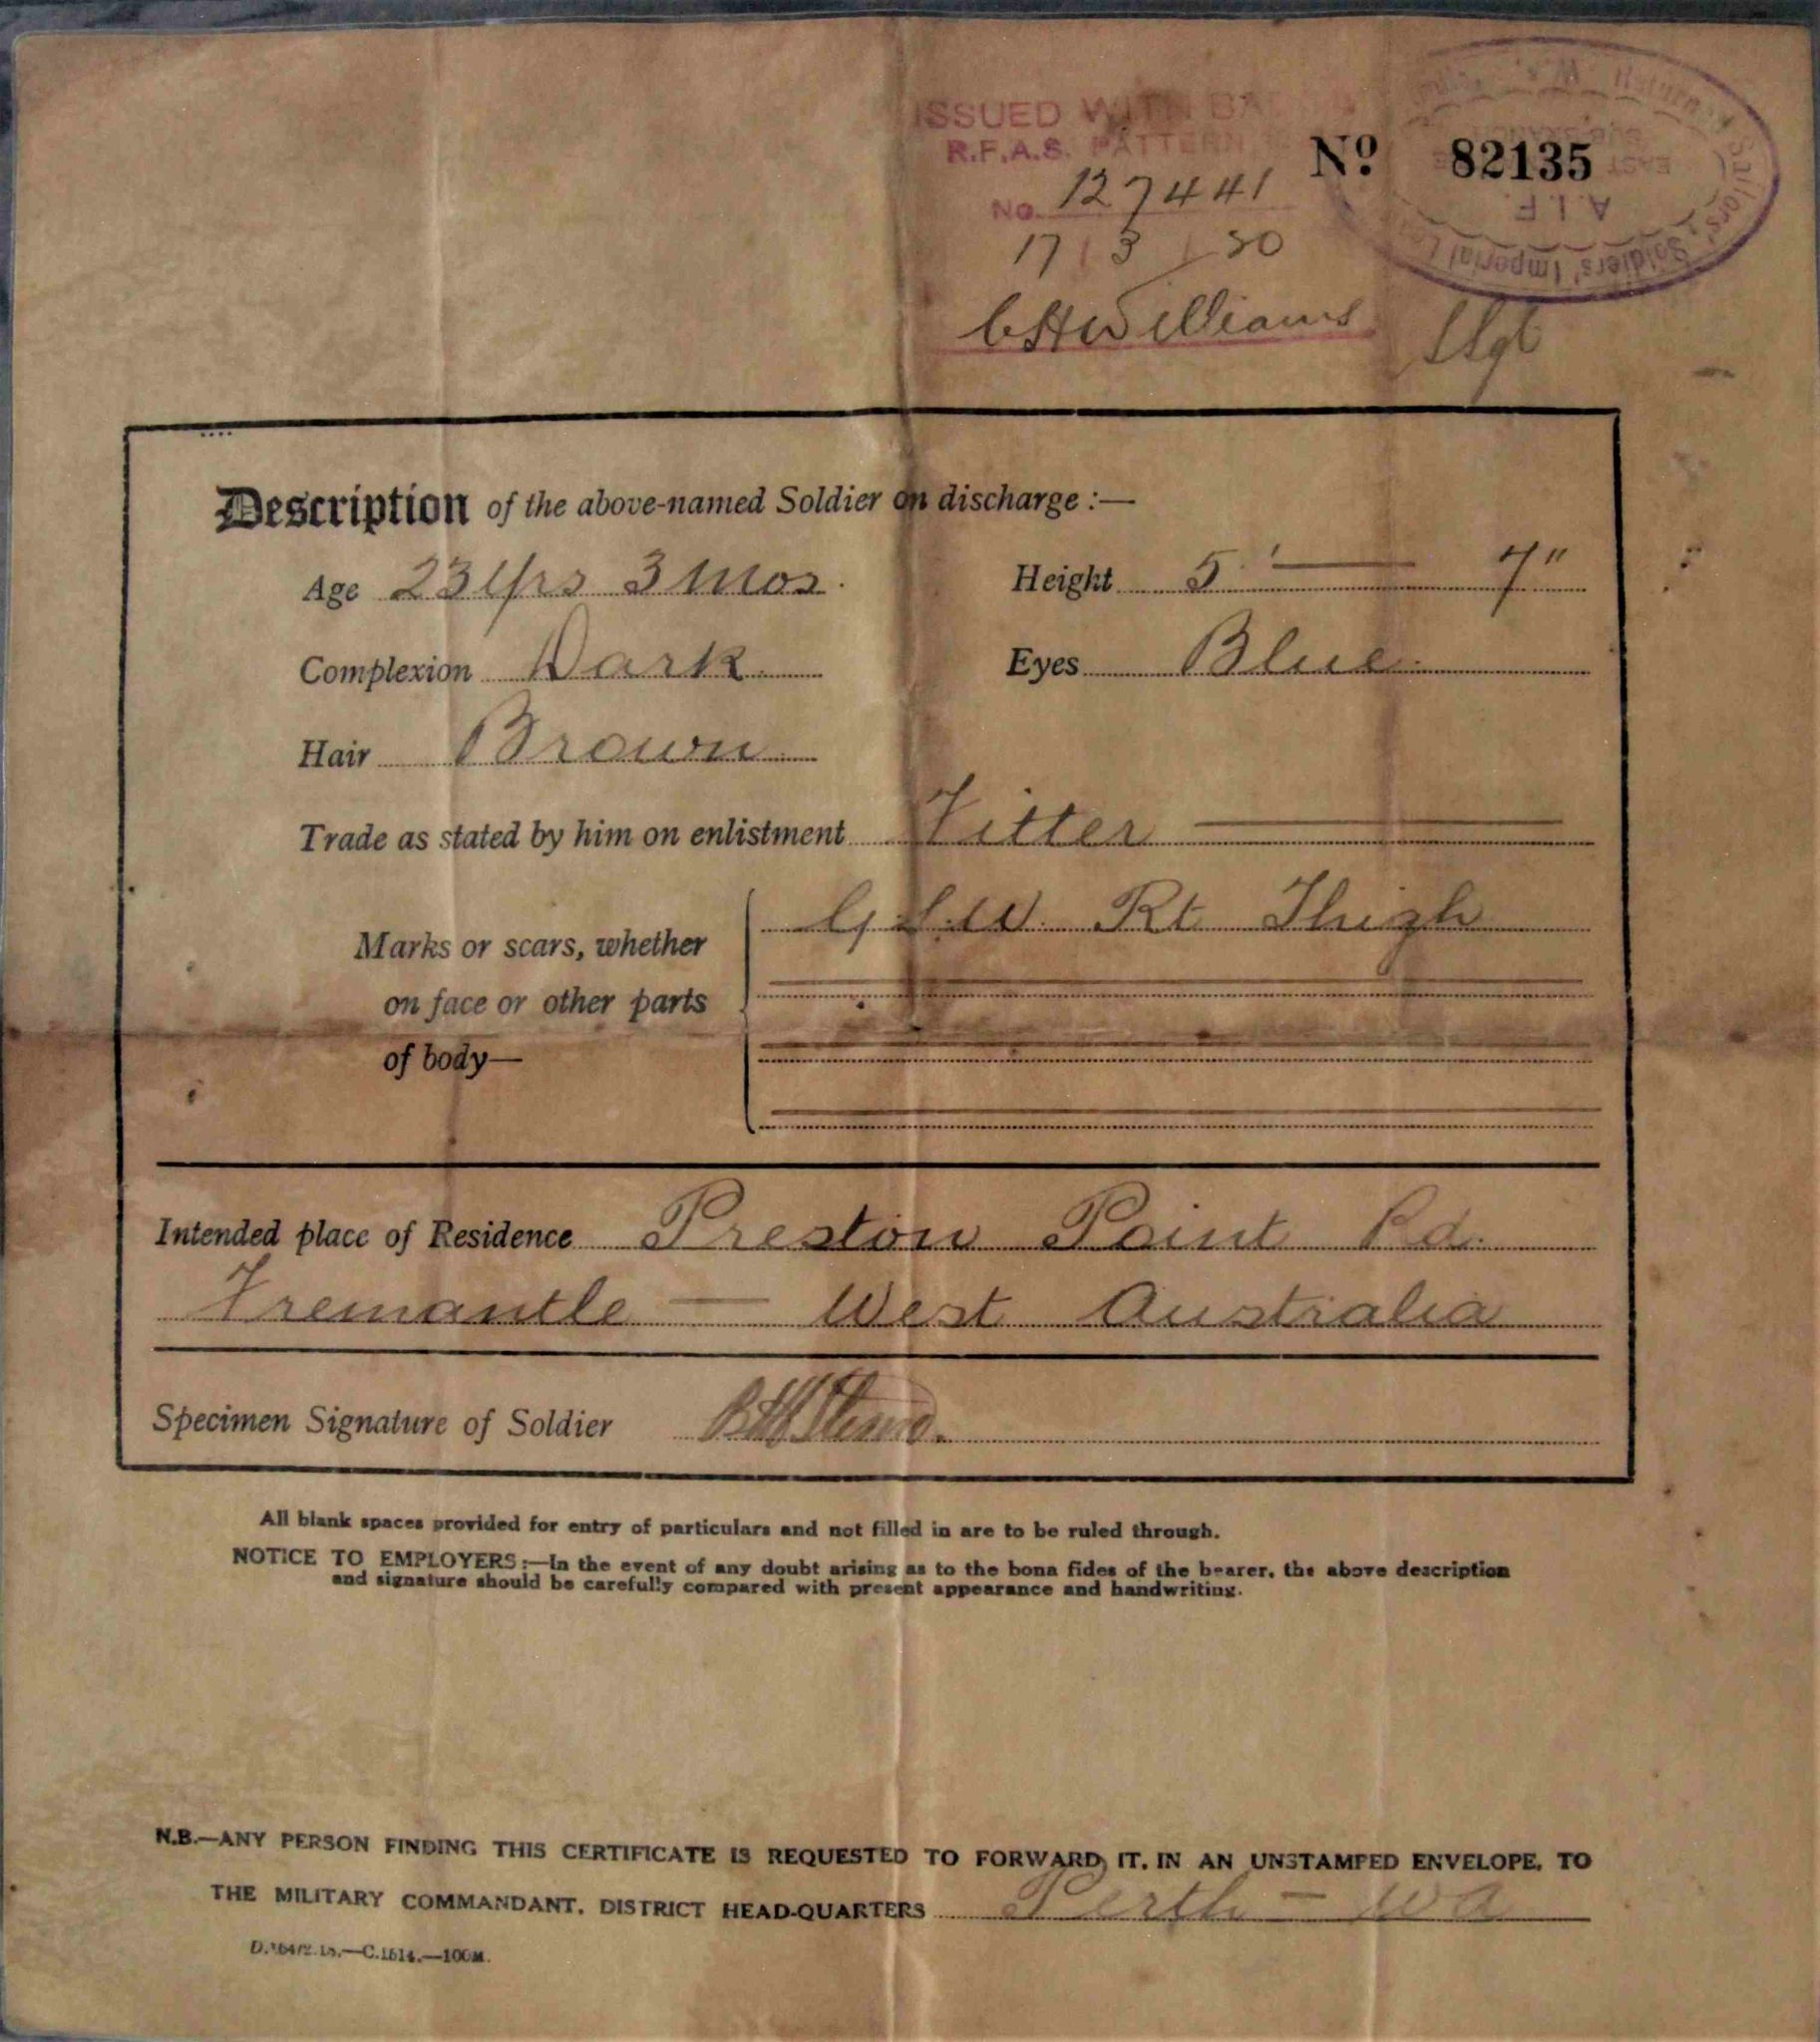 ISSUED WITH
R.F.A.S. PATTERN
No. 127441
17 / 3 / 30
C H Williams
No 82135
A.I.F.
Description of the above-named Soldier on discharge :—
Age 23 Yrs 3 Mos. Height 5' — 7"
Complexion Dark Eyes Blue
Hair Brown
Trade as stated by him on enlistment Fitter
Marks or scars, whether G.S.W. Rt Thigh
on face or other parts
of body—
Intended place of Residence Preston Point Rd.
Fremantle — West Australia
Specimen Signature of Soldier
All blank spaces provided for entry of particulars and not filled in are to be ruled through.
NOTICE TO EMPLOYERS:—In the event of any doubt arising as to the bona fides of the bearer, the above description
and signature should be carefully compared with present appearance and handwriting.
N.B.—ANY PERSON FINDING THIS CERTIFICATE IS REQUESTED TO FORWARD IT, IN AN UNSTAMPED ENVELOPE, TO
THE MILITARY COMMANDANT, DISTRICT HEAD-QUARTERS Perth — W A
C.1614.—100M.